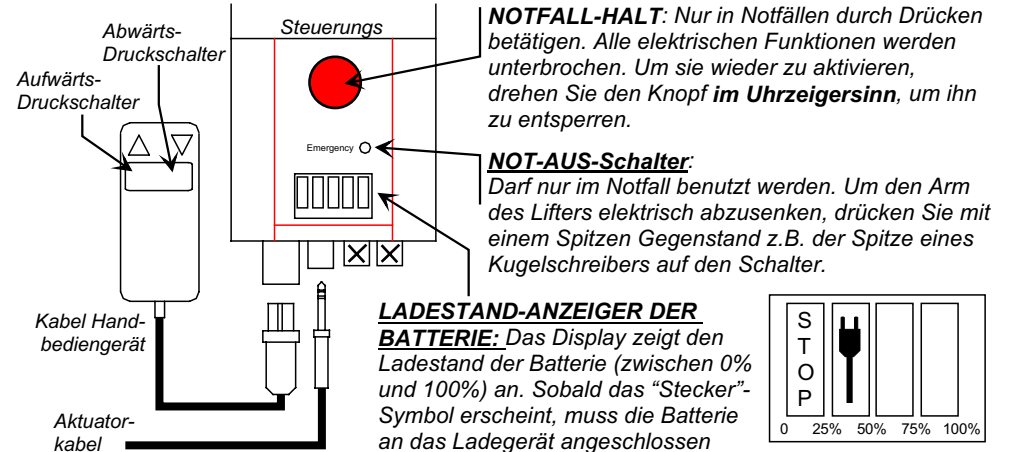 Steuerungs
Abwärts-
Druckschalter
Aufwärts-
Druckschalter
Emergency
Kabel Hand-
bediengerät
Aktuator-
kabel
NOTFALL-HALT: Nur in Notfällen durch Drücken
betätigen. Alle elektrischen Funktionen werden
unterbrochen. Um sie wieder zu aktivieren,
drehen Sie den Knopf im Uhrzeigersinn, um ihn
zu entsperren.
NOT-AUS-Schalter:
Darf nur im Notfall benutzt werden. Um den Arm
des Lifters elektrisch abzusenken, drücken Sie mit
einem Spitzen Gegenstand z.B. der Spitze eines
Kugelschreibers auf den Schalter.
LADESTAND-ANZEIGER DER
BATTERIE: Das Display zeigt den
Ladestand der Batterie (zwischen 0%
und 100%) an. Sobald das “Stecker”-
Symbol erscheint, muss die Batterie
an das Ladegerät angeschlossen
STOP
0 25% 50% 75% 100%